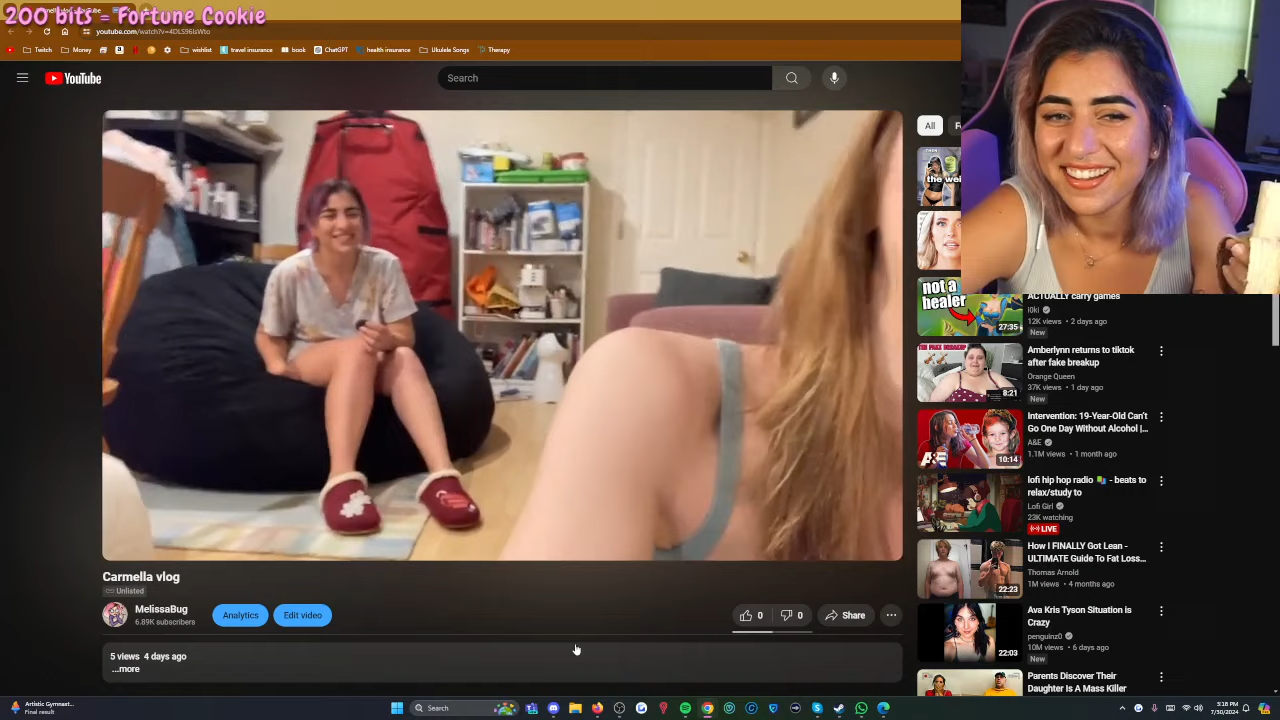 200 bits = Fortune Cookie
youtube.com/watch?v=4DLS96isWto
Twitch
Money
wishlist
travel insurance
book
ChatGPT
health insurance
Ukulele Songs
Therapy
YouTube
Search
All
the wei
not a
healer
27:35
ACTUALLY carry games
i0ki
12K views • 2 days ago
New
8:21
Amberlynn returns to tiktok
after fake breakup
Orange Queen
37K views • 1 day ago
New
A&E
10:14
Intervention: 19-Year-Old Can't
Go One Day Without Alcohol |...
A&E
1.1M views • 1 month ago
lofi hip hop radio 📚 - beats to
relax/study to
Lofi Girl
23K watching
LIVE
22:23
How I FINALLY Got Lean -
ULTIMATE Guide To Fat Loss...
Thomas Arnold
1M views • 4 months ago
22:03
Ava Kris Tyson Situation Is
Crazy
penguinz0
10M views • 6 days ago
New
Parents Discover Their
Daughter Is A Mass Killer
Carmella vlog
Unlisted
MelissaBug
6.89K subscribers
Analytics
Edit video
0
0
Share
5 views 4 days ago
...more
Artistic Gymnast...
Final result
Search
5:18 PM
7/30/2024